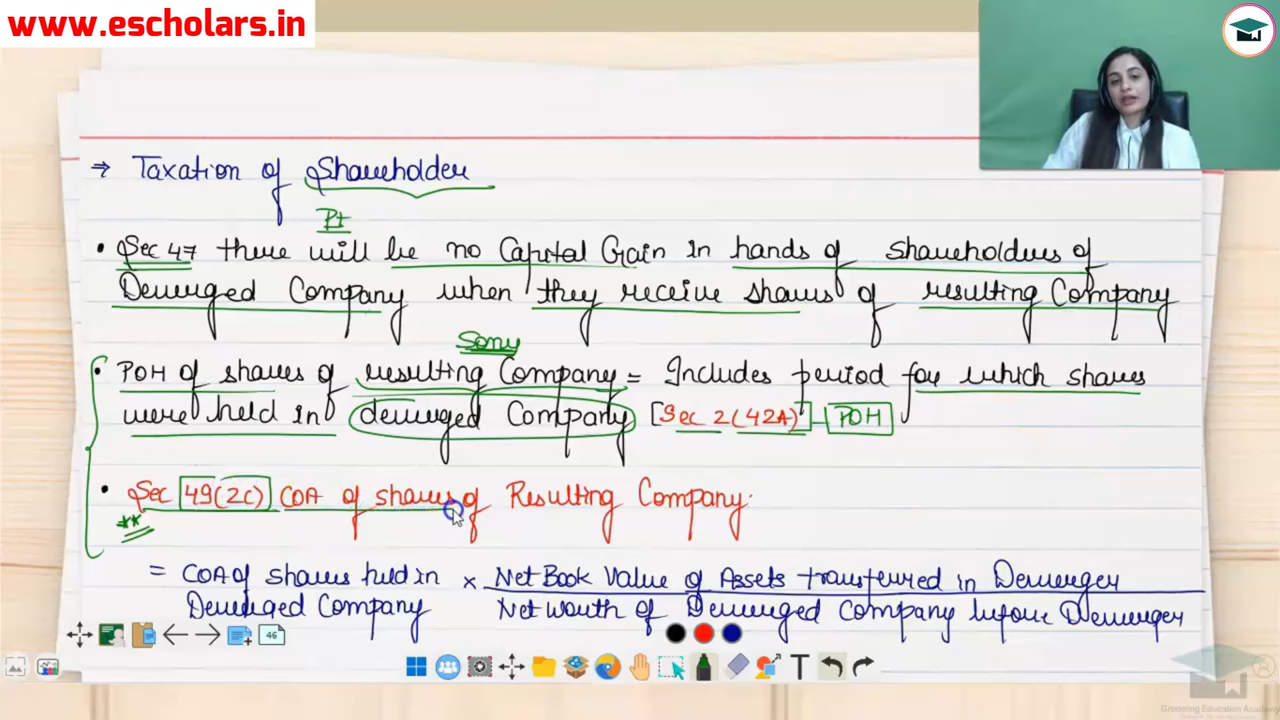 www.escholars.in
→ Taxation of Shareholder
Pt
• Sec 47 there will be no Capital Gain in hands of shareholders of
Demerged Company when they receive shares of resulting Company
Sony
• POH of shares of resulting Company = Includes period for which shares
were held in demerged Company [Sec 2(42A)] - POH
• Sec 49(2C) COA of shares of Resulting Company.
**
= COA of shares held in × Net Book Value of Assets transferred in Demerger
Demerged Company Net worth of Demerged Company before Demerger
46
T
Grooming Education Academy